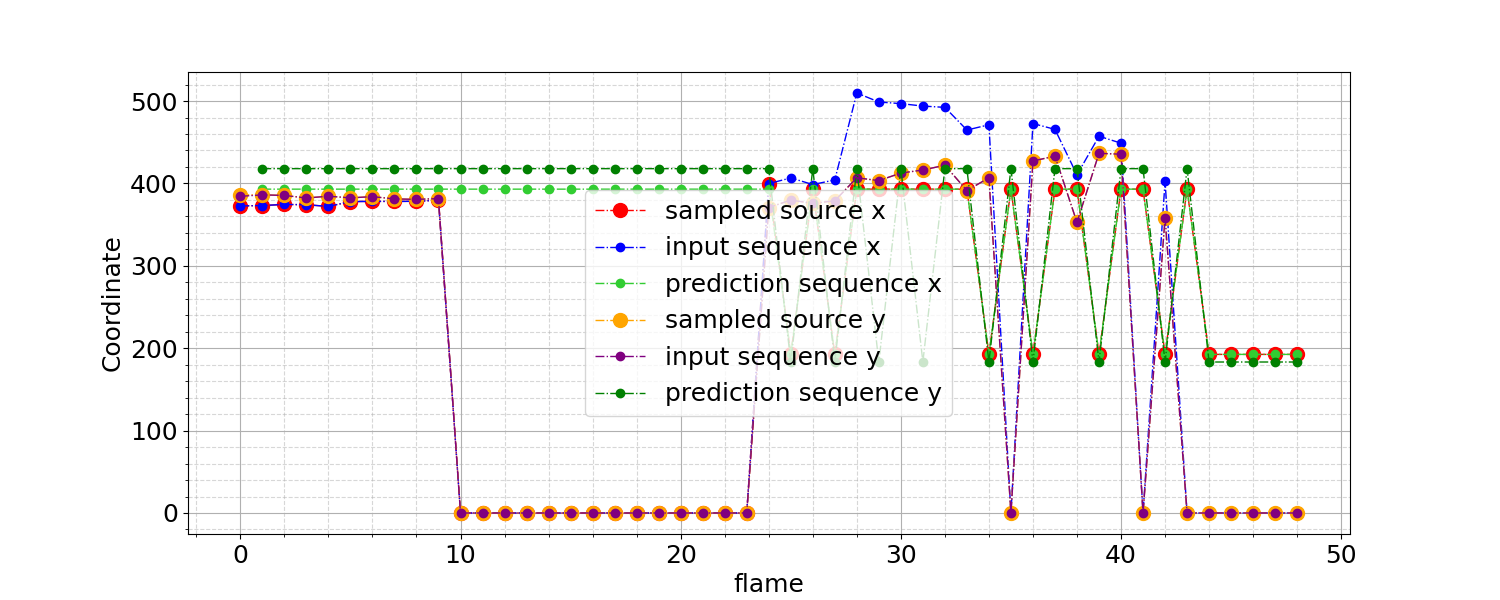 500
400
300
200
100
0
Coordinate
sampled source x
input sequence x
prediction sequence x
sampled source y
input sequence y
prediction sequence y
0 10 20 30 40 50
flame